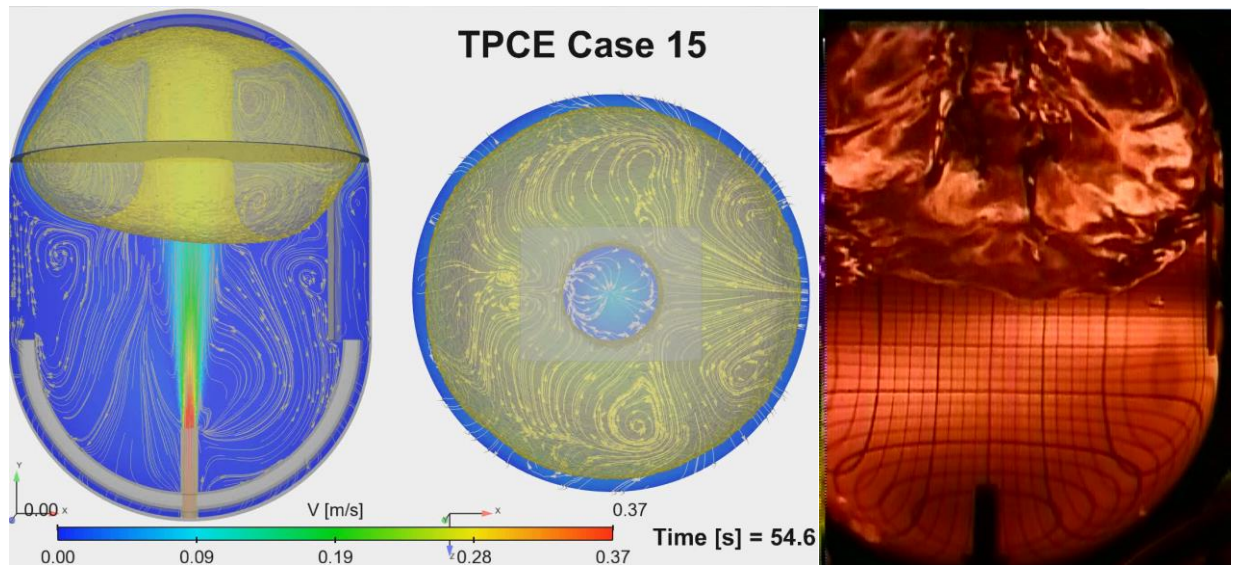 TPCE Case 15
Y
X
0.00
V [m/s]
X
Z
0.37
0.00
0.09
0.19
0.28
0.37
Time [s] = 54.6